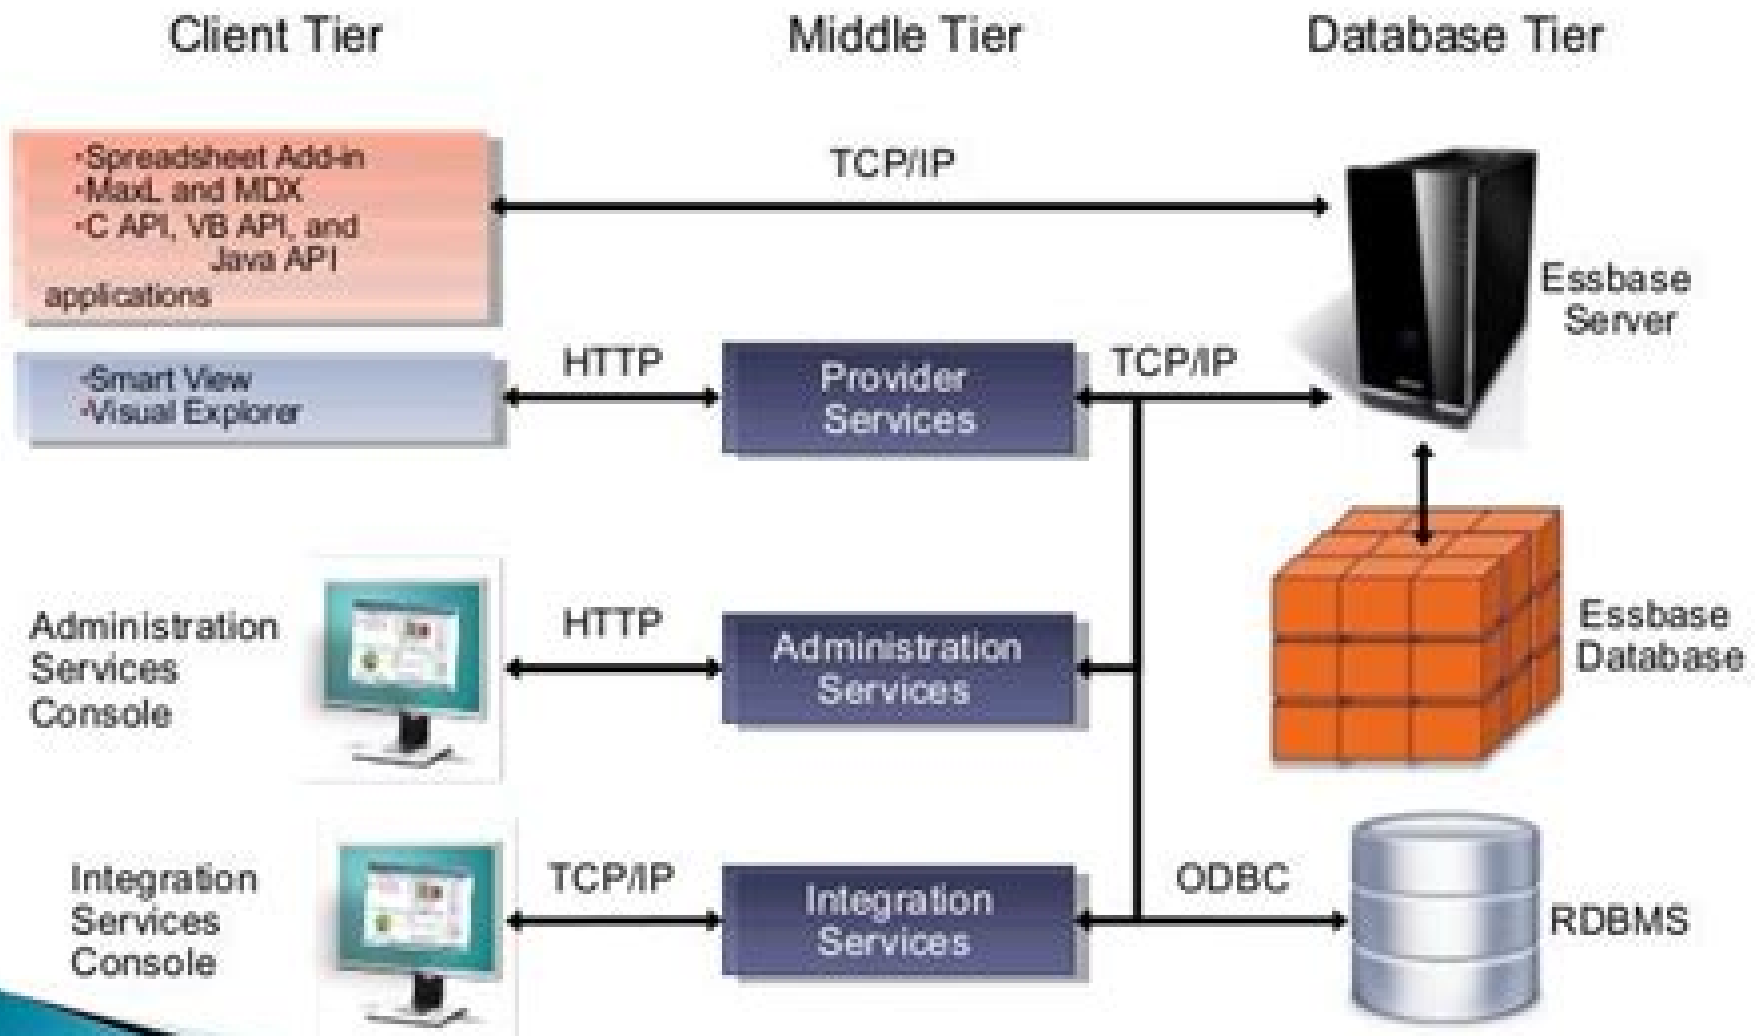 Client Tier
Middle Tier
Database Tier
•Spreadsheet Add-in
•MaxL and MDX
•C API, VB API, and
Java API
applications
TCP/IP
Essbase
Server
•Smart View
•Visual Explorer
HTTP
Provider
Services
TCP/IP
Administration
Services
Console
HTTP
Administration
Services
Essbase
Database
Integration
Services
Console
TCP/IP
Integration
Services
ODBC
RDBMS